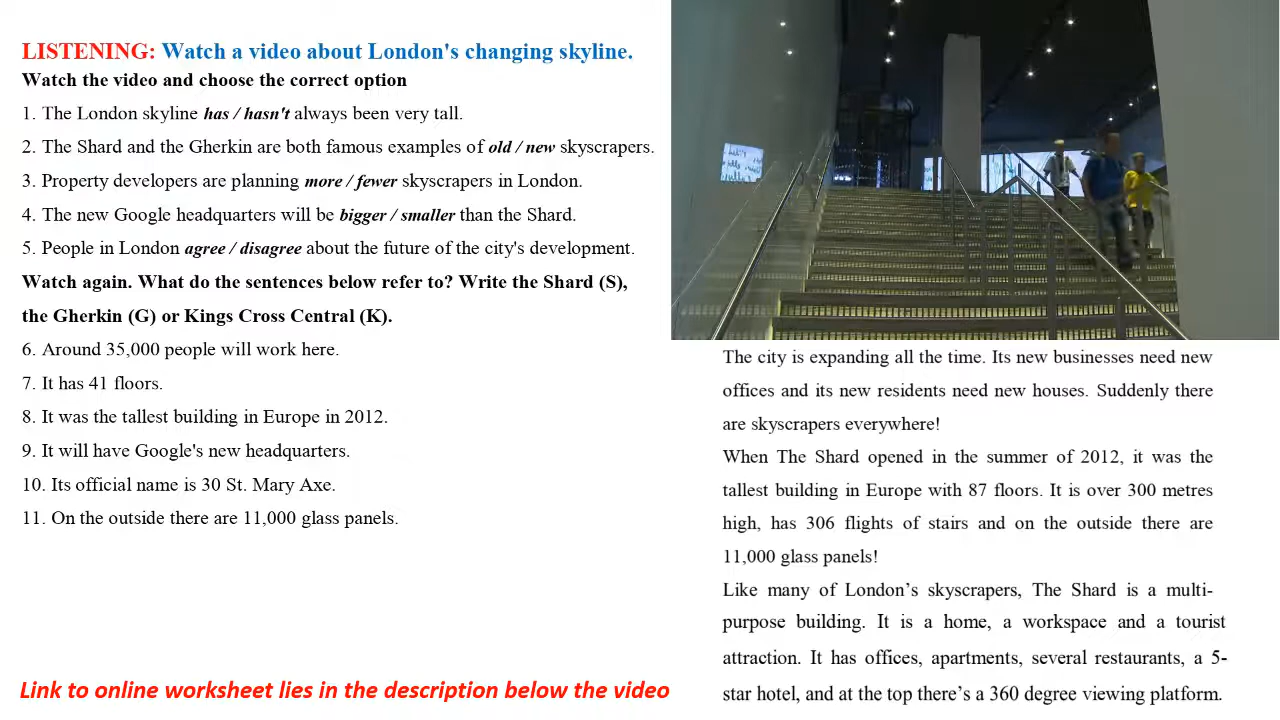 LISTENING: Watch a video about London's changing skyline.
Watch the video and choose the correct option
1. The London skyline has / hasn't always been very tall.
2. The Shard and the Gherkin are both famous examples of old / new skyscrapers.
3. Property developers are planning more / fewer skyscrapers in London.
4. The new Google headquarters will be bigger / smaller than the Shard.
5. People in London agree / disagree about the future of the city's development.
Watch again. What do the sentences below refer to? Write the Shard (S),
the Gherkin (G) or Kings Cross Central (K).
6. Around 35,000 people will work here.
7. It has 41 floors.
8. It was the tallest building in Europe in 2012.
9. It will have Google's new headquarters.
10. Its official name is 30 St. Mary Axe.
11. On the outside there are 11,000 glass panels.
Link to online worksheet lies in the description below the video
The city is expanding all the time. Its new businesses need new
offices and its new residents need new houses. Suddenly there
are skyscrapers everywhere!
When The Shard opened in the summer of 2012, it was the
tallest building in Europe with 87 floors. It is over 300 metres
high, has 306 flights of stairs and on the outside there are
11,000 glass panels!
Like many of London’s skyscrapers, The Shard is a multi-
purpose building. It is a home, a workspace and a tourist
attraction. It has offices, apartments, several restaurants, a 5-
star hotel, and at the top there’s a 360 degree viewing platform.